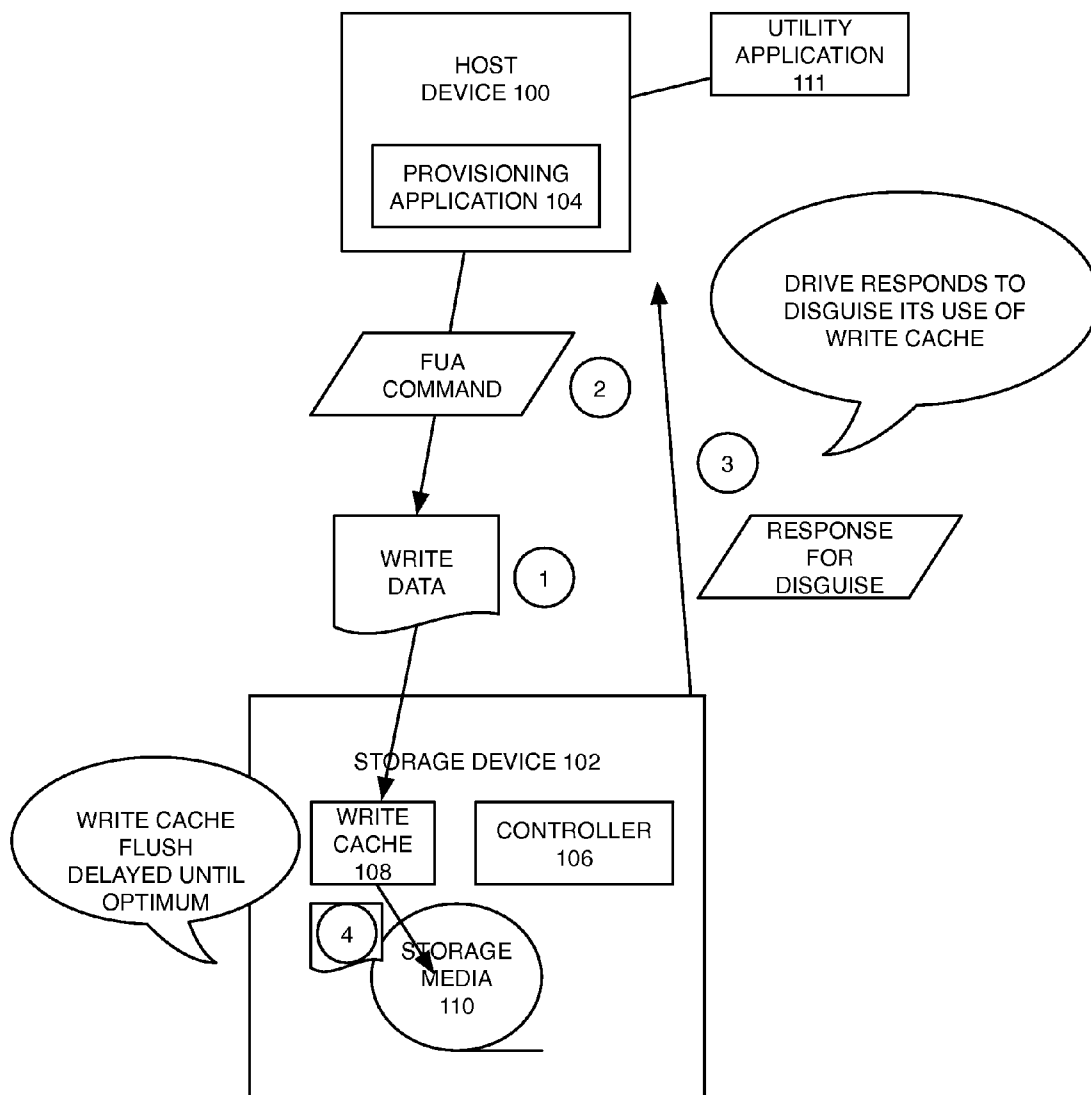 HOST
DEVICE 100
UTILITY
APPLICATION
111
PROVISIONING
APPLICATION 104
DRIVE RESPONDS TO
DISGUISE ITS USE OF
WRITE CACHE
FUA
COMMAND
2
3
WRITE
DATA
1
RESPONSE
FOR
DISGUISE
STORAGE DEVICE 102
WRITE CACHE
FLUSH
DELAYED UNTIL
OPTIMUM
WRITE
CACHE
108
CONTROLLER
106
4
STORAGE
MEDIA
110